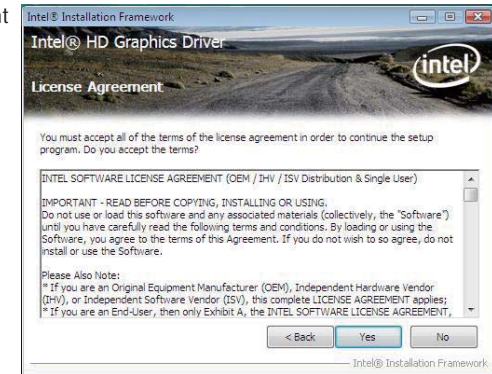 nt
Intel® Installation Framework
Intel® HD Graphics Driver
intel
License Agreement
You must accept all of the terms of the license agreement in order to continue the setup
program. Do you accept the terms?
INTEL SOFTWARE LICENSE AGREEMENT (OEM / IHV / ISV Distribution & Single User)
IMPORTANT - READ BEFORE COPYING, INSTALLING OR USING.
Do not use or load this software and any associated materials (collectively, the "Software")
until you have carefully read the following terms and conditions. By loading or using the
Software, you agree to the terms of this Agreement. If you do not wish to so agree, do not
install or use the Software.
Please Also Note:
* If you are an Original Equipment Manufacturer (OEM), Independent Hardware Vendor
(IHV), or Independent Software Vendor (ISV), this complete LICENSE AGREEMENT applies;
* If you are an End-User, then only Exhibit A, the INTEL SOFTWARE LICENSE AGREEMENT,
< Back Yes No
Intel® Installation Framework